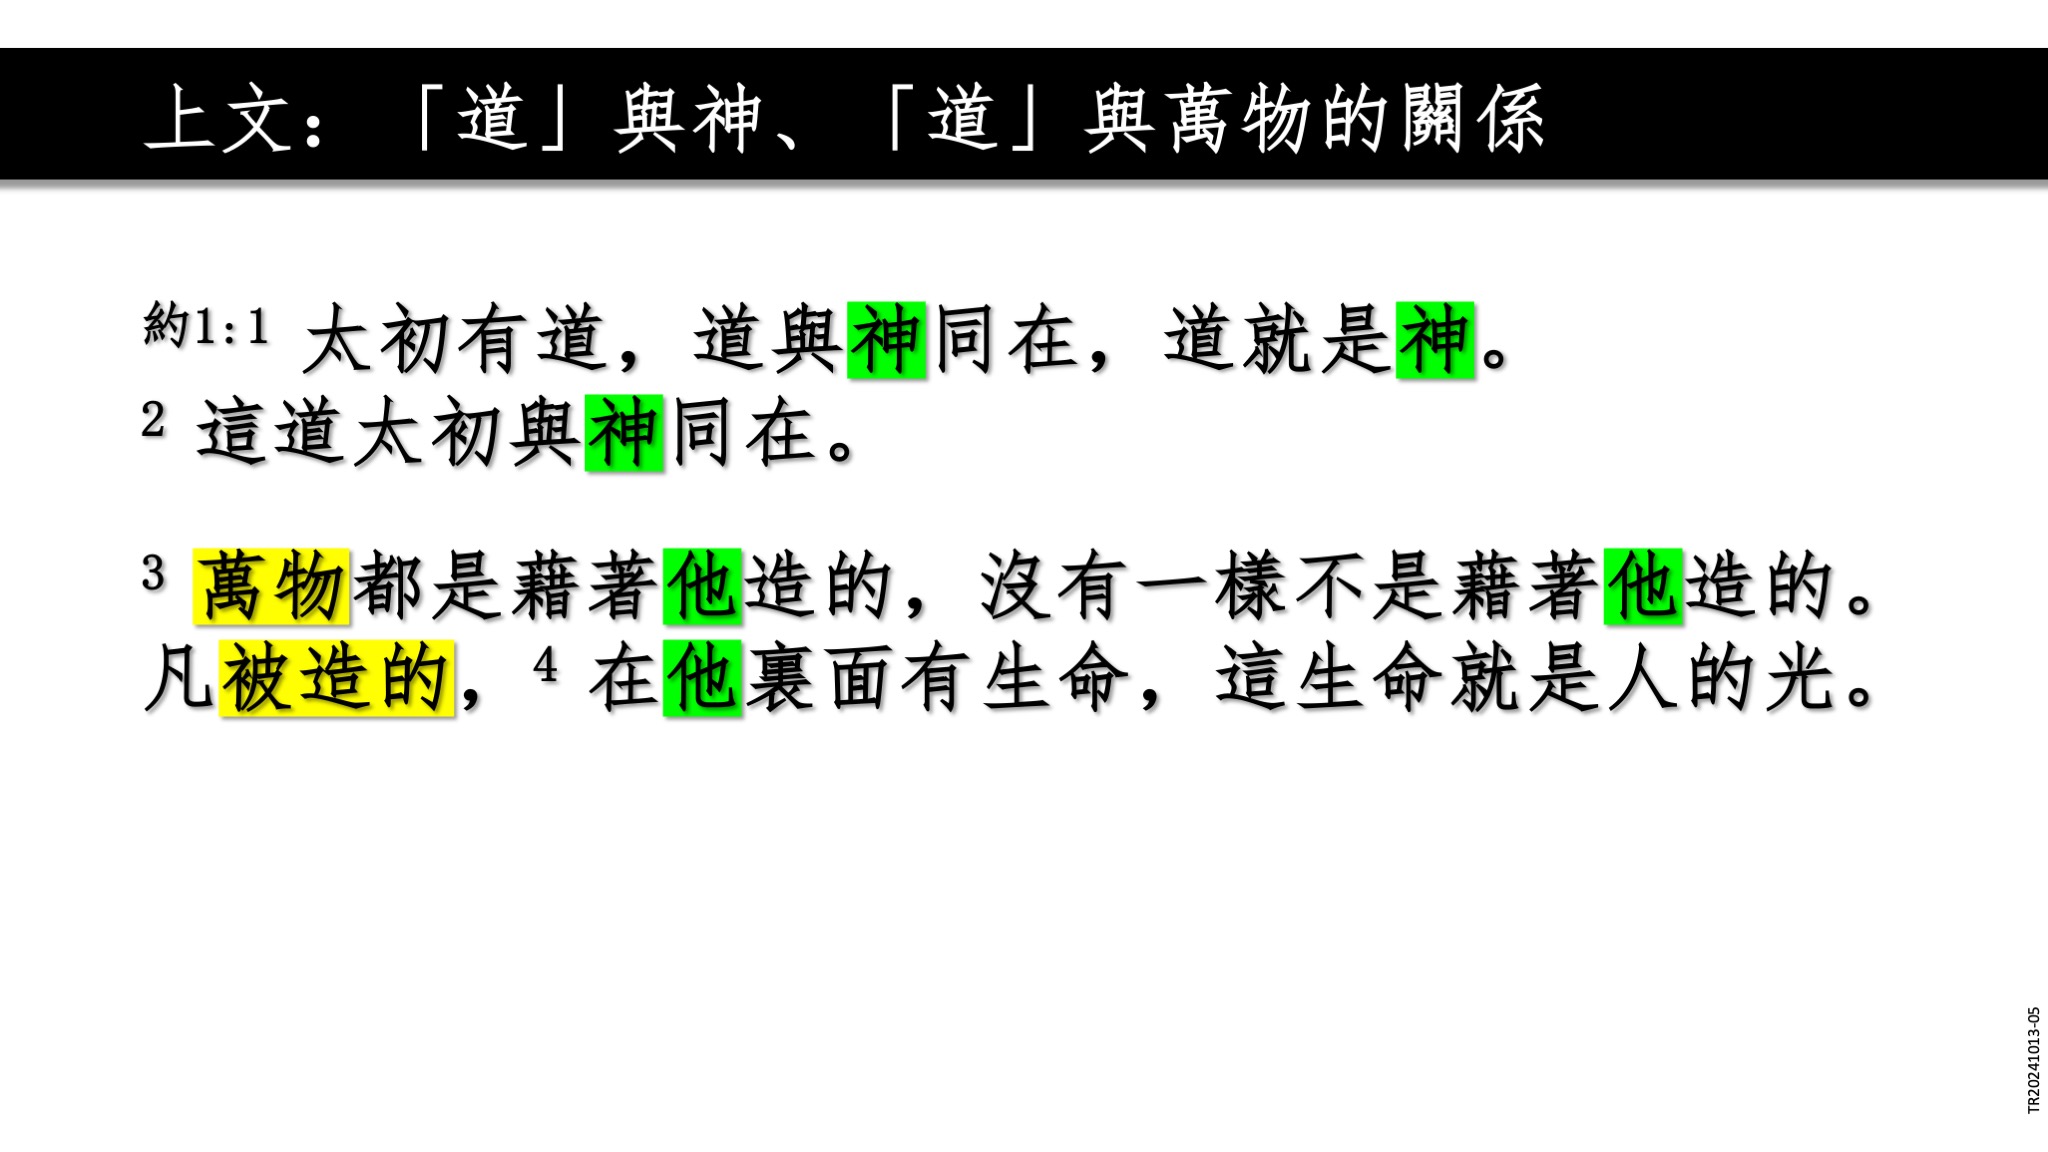 上文：「道」與神、「道」與萬物的關係
約1:1 太初有道，道與神同在，道就是神。
2 這道太初與神同在。
3 萬物都是藉著他造的，沒有一樣不是藉著他造的。
凡被造的，4 在他裏面有生命，這生命就是人的光。
TR20241013-05